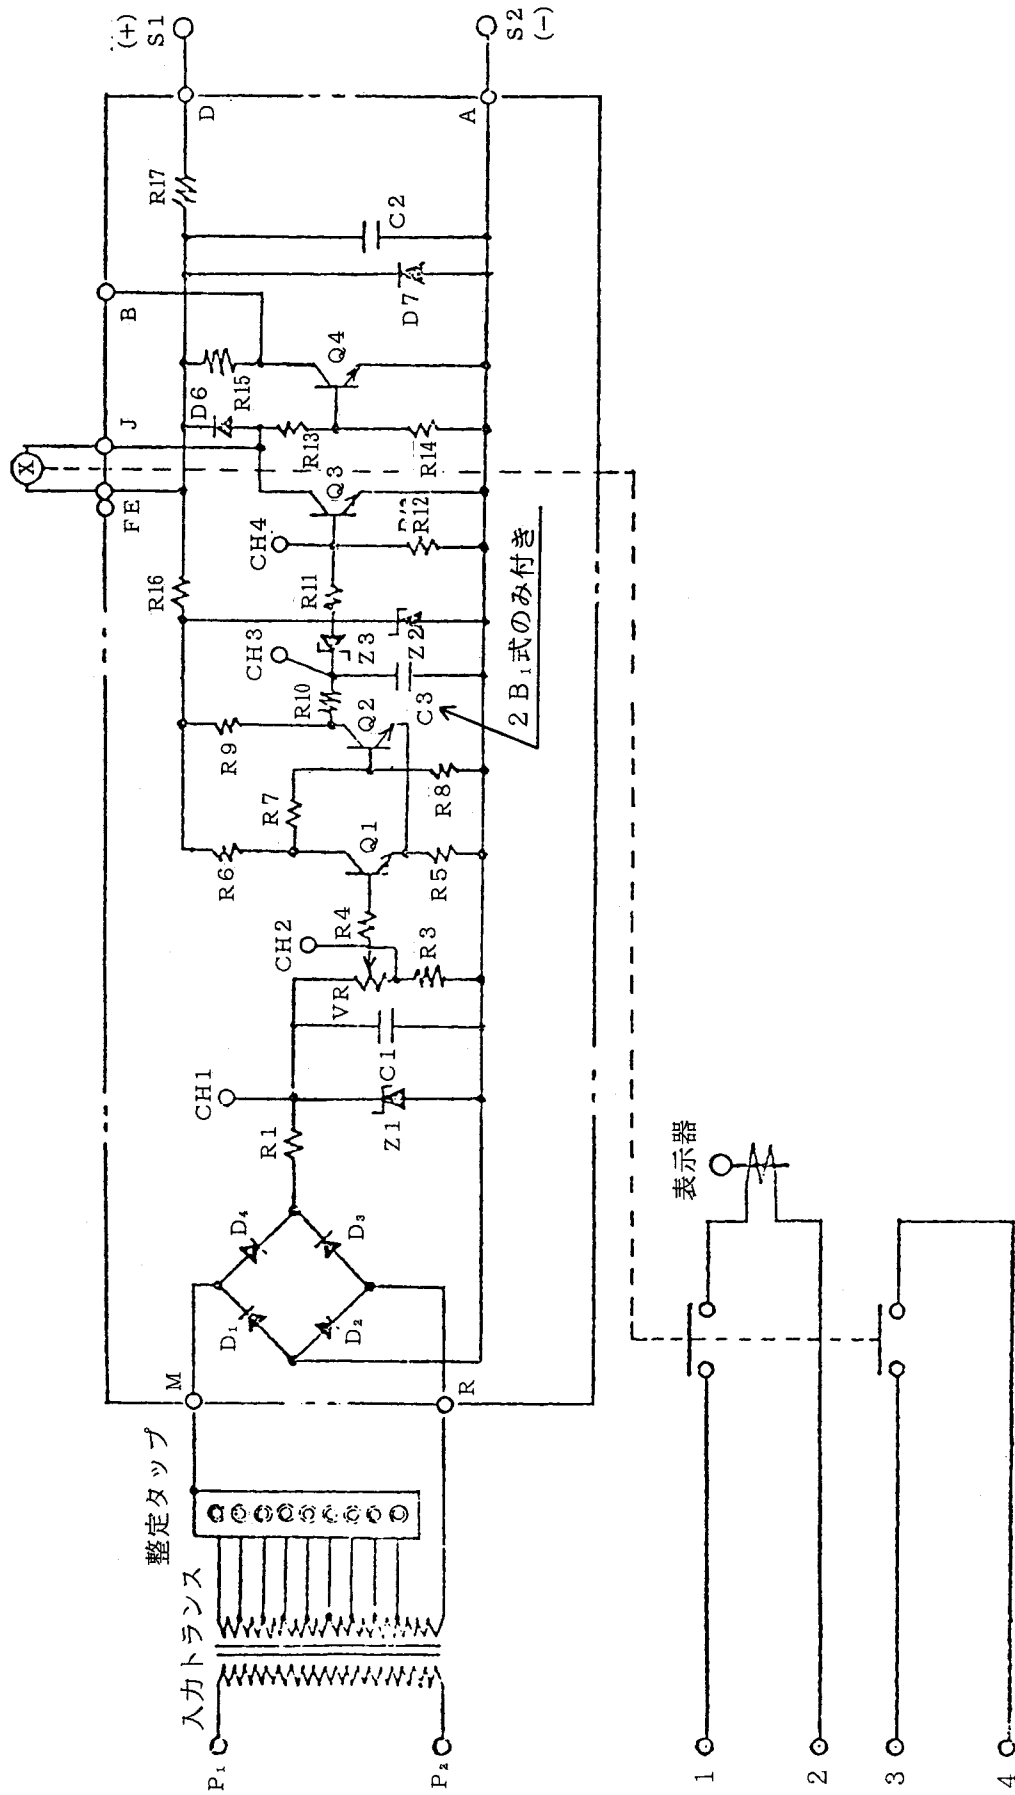 P₁
P₂
入力トランス
整定タップ
M
R
D₁
D₂
D₃
D₄
R1
CH1
Z1
C1
VR
CH2
R3
R4
R5
R6
Q1
R7
R8
R9
Q2
R10
CH3
C3
2B₁式のみ付き
Z3
Z2
R11
R16
CH4
R12
Q3
FE
X
J
R13
R14
D6
R15
Q4
B
D7
C2
R17
D
A
(+)
S1
S2
(-)
表示器
1
2
3
4